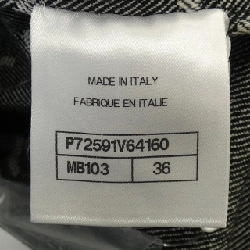 MADE IN ITALY
FABRIQUE EN ITALIE
P72591V64160
MB103 36